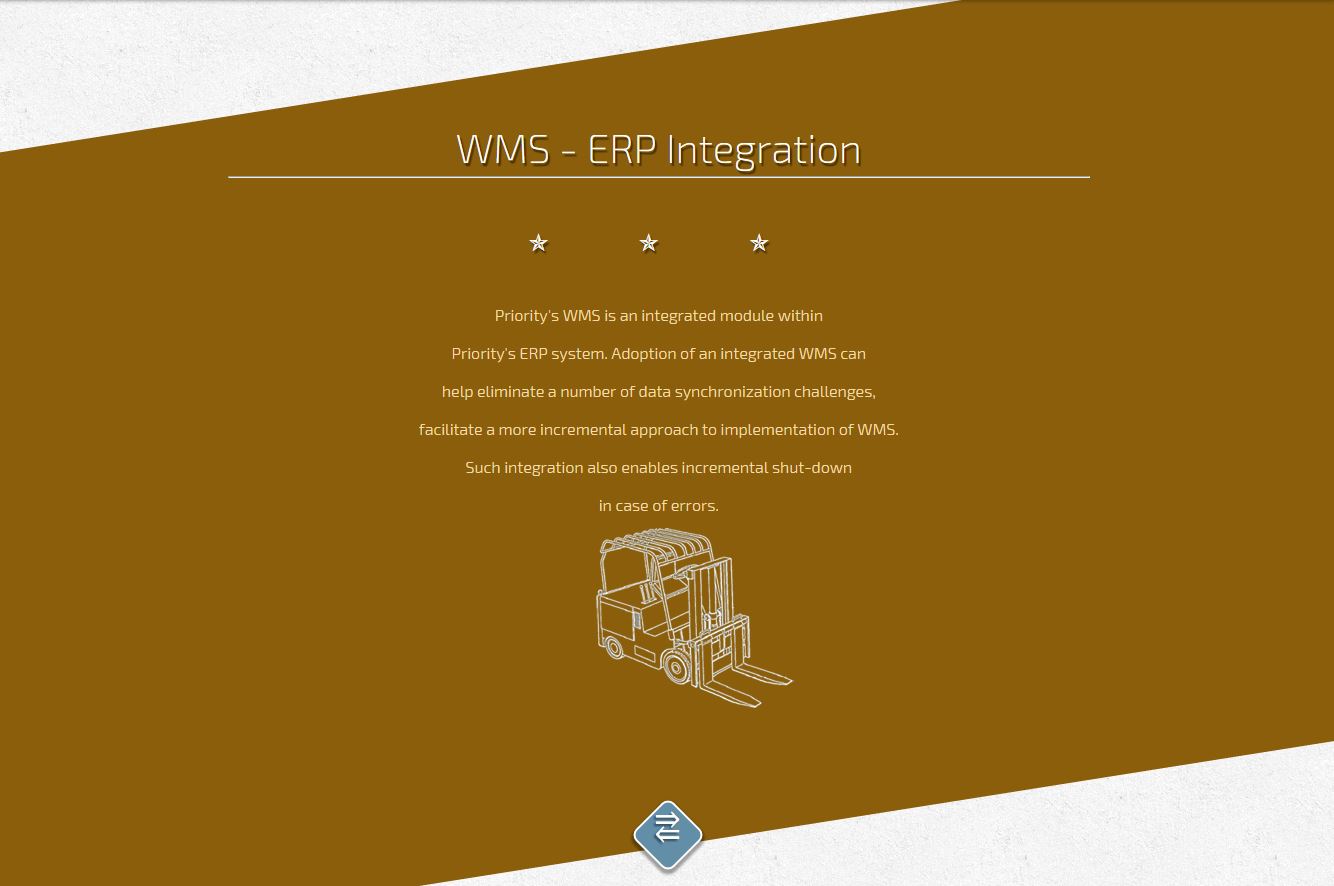 WMS - ERP Integration
Priority's WMS is an integrated module within
Priority's ERP system. Adoption of an integrated WMS can
help eliminate a number of data synchronization challenges,
facilitate a more incremental approach to implementation of WMS.
Such integration also enables incremental shut-down
in case of errors.